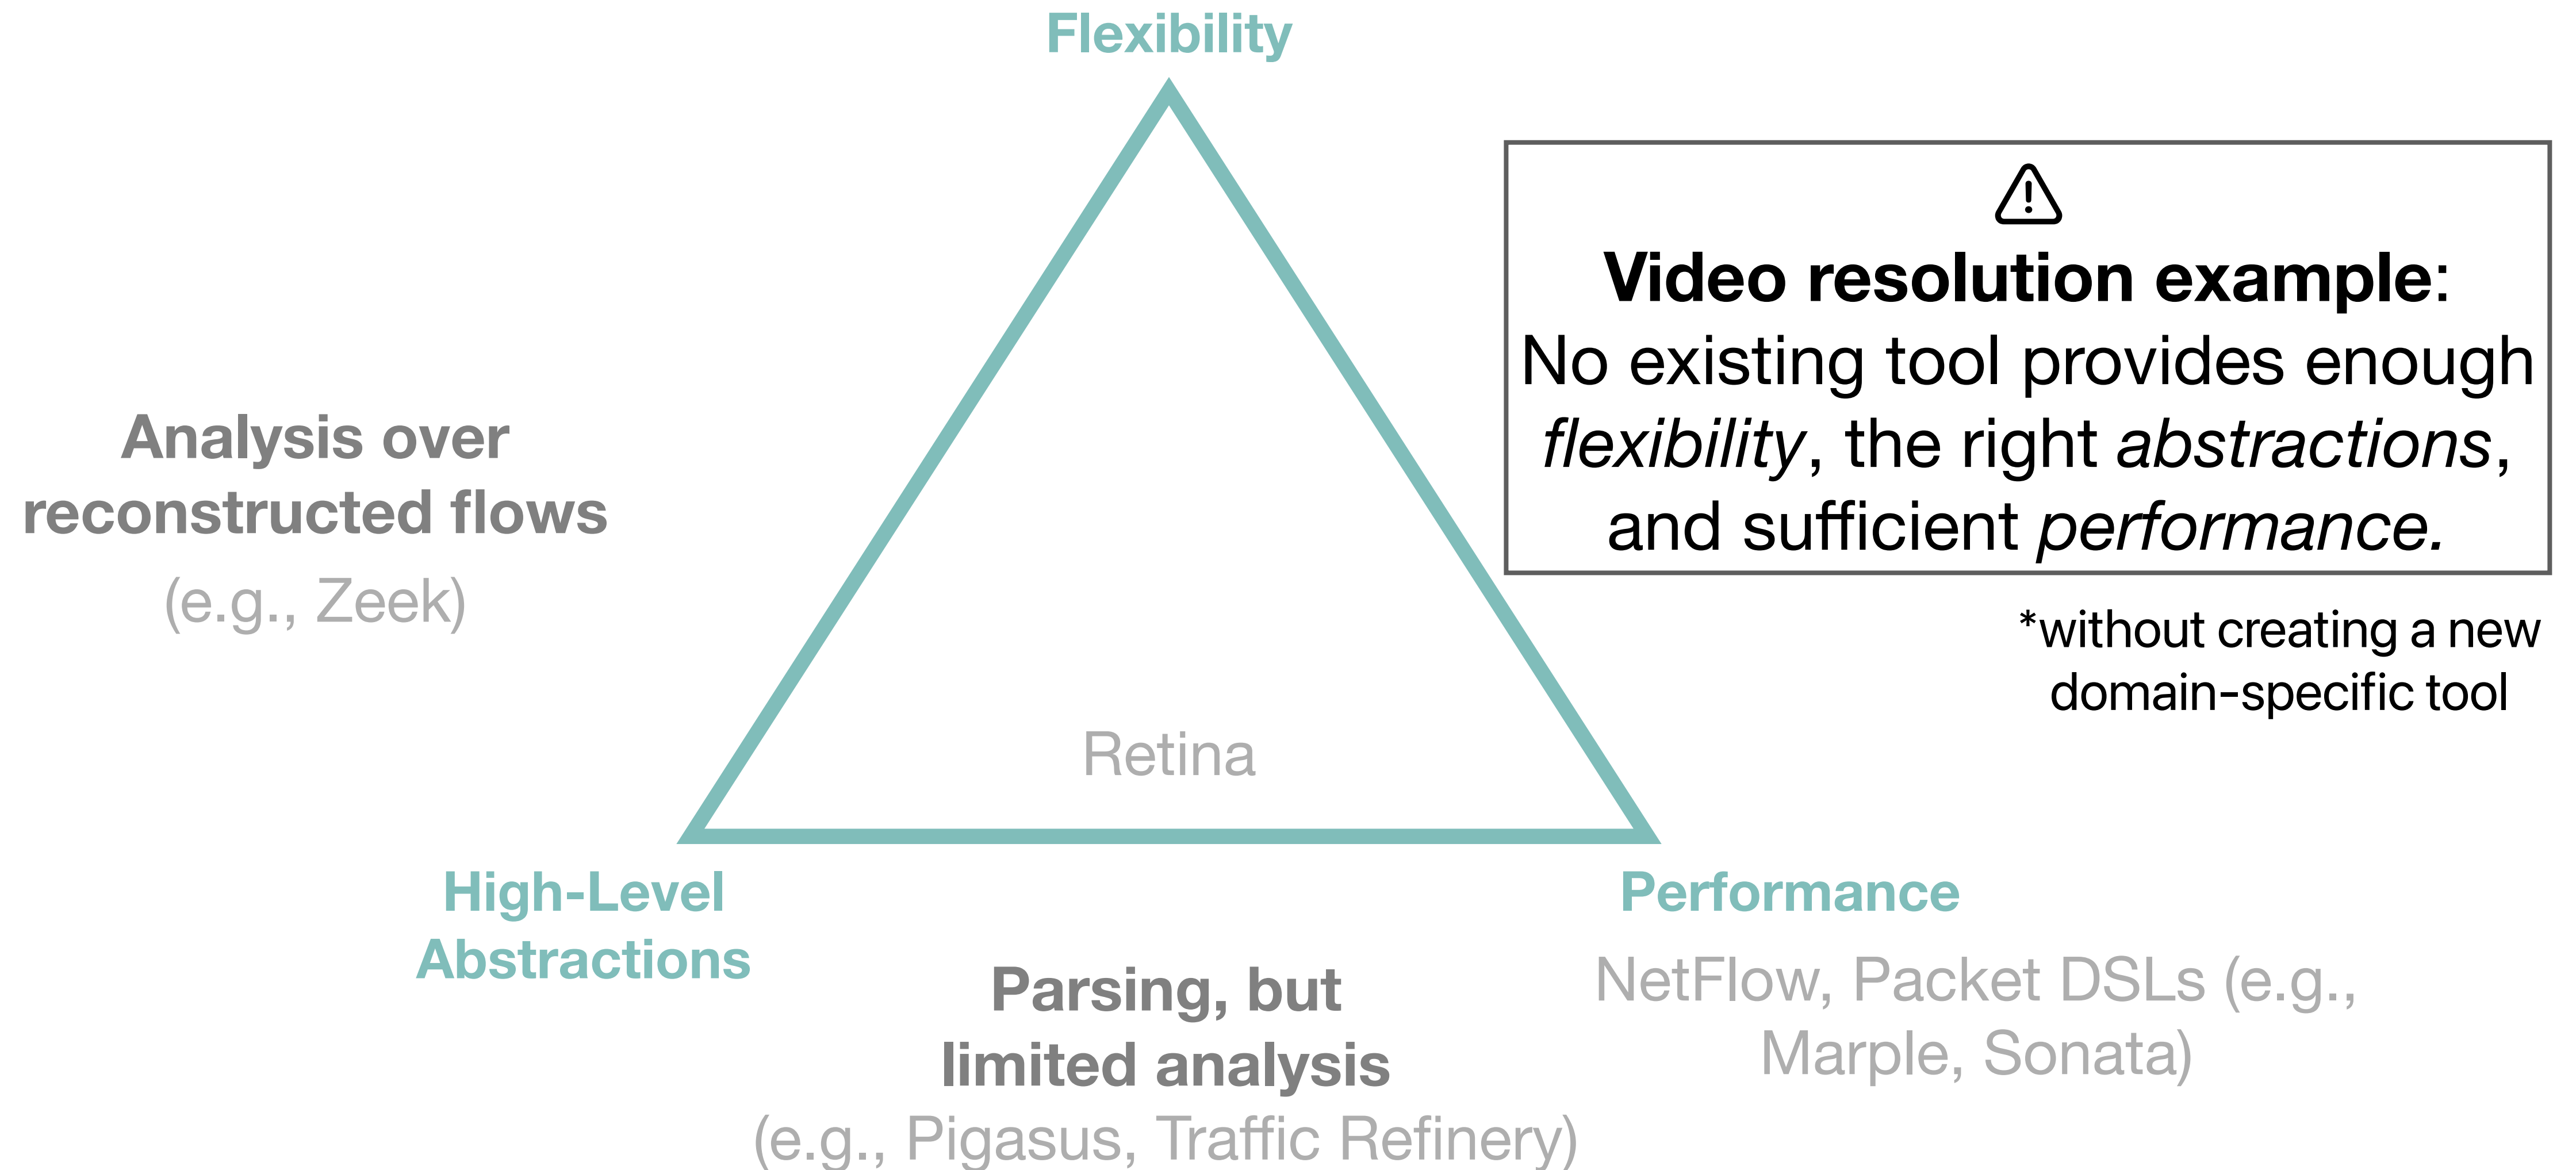 Flexibility
⚠
Video resolution example:
No existing tool provides enough
flexibility, the right abstractions,
and sufficient performance.
*without creating a new
domain-specific tool
Analysis over
reconstructed flows
(e.g., Zeek)
Retina
High-Level
Abstractions
Performance
NetFlow, Packet DSLs (e.g.,
Marple, Sonata)
Parsing, but
limited analysis
(e.g., Pigasus, Traffic Refinery)